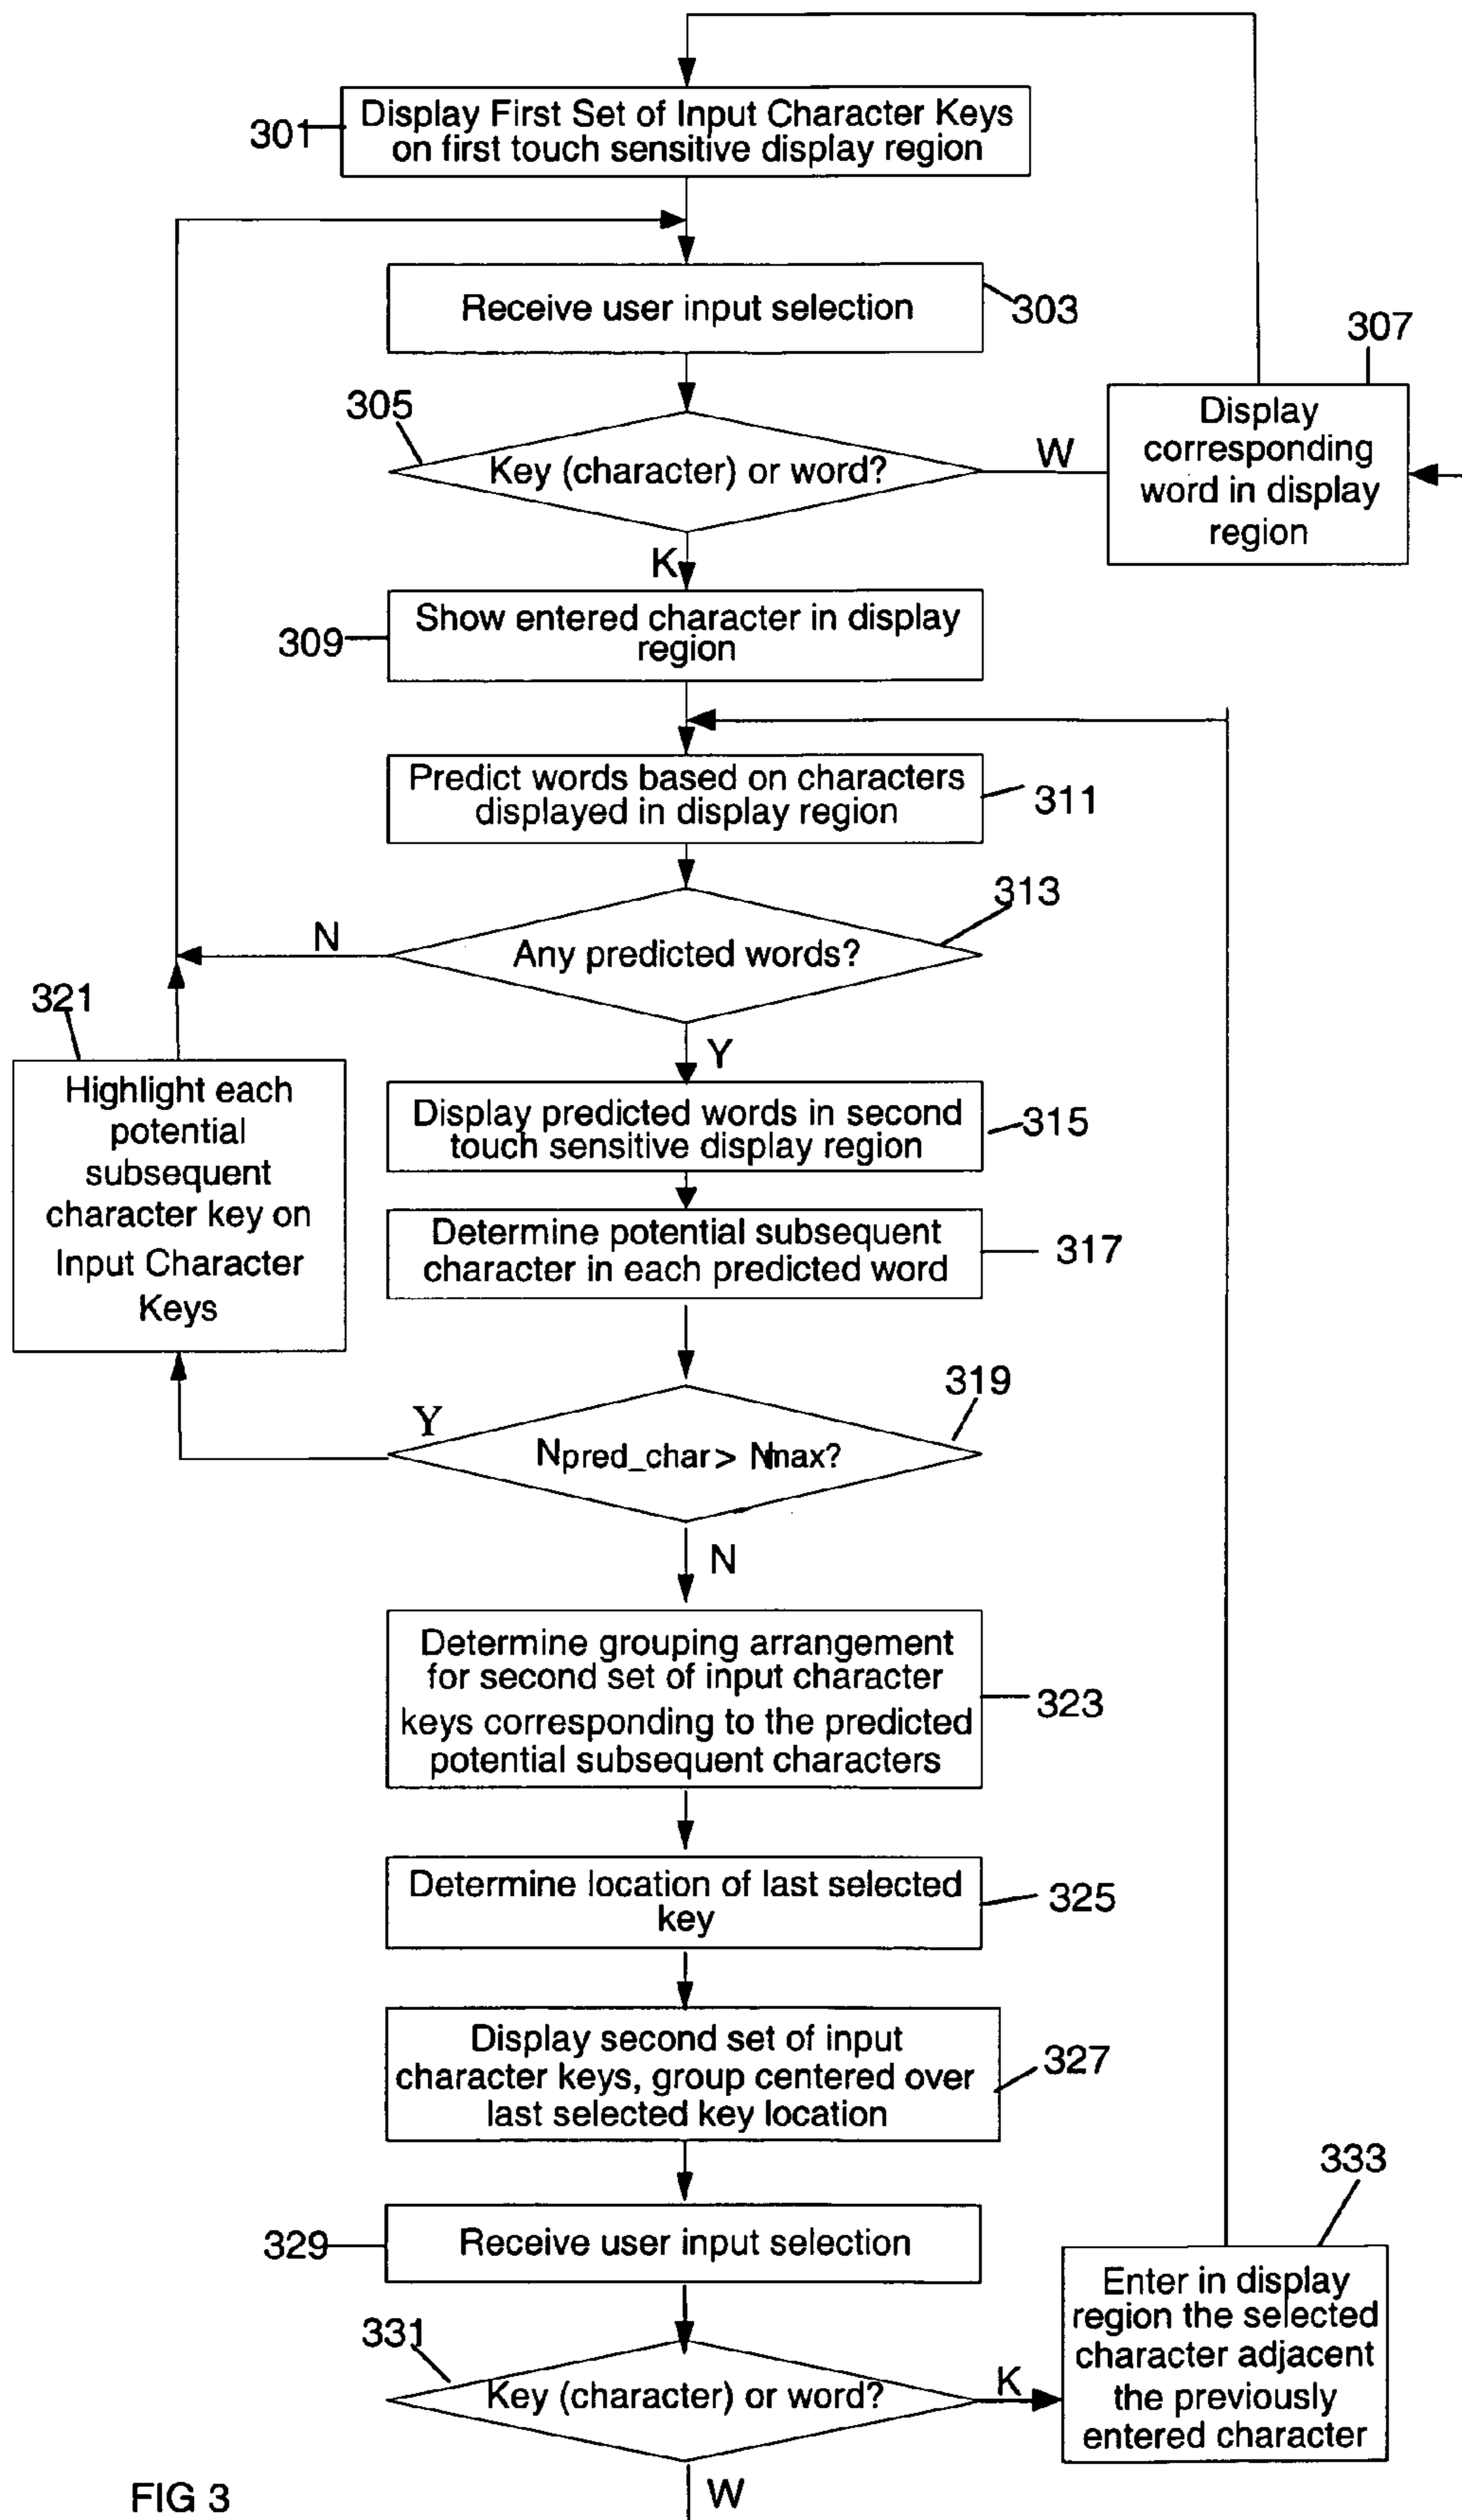 Display First Set of Input Character Keys
on first touch sensitive display region
301
Receive user input selection
303
307
305
Key (character) or word?
W
Display
corresponding
word in display
region
K
Show entered character in display
region
309
Predict words based on characters
displayed in display region
311
313
N
Any predicted words?
321
Y
Highlight each
potential
subsequent
character key on
Input Character
Keys
Display predicted words in second
touch sensitive display region
315
Determine potential subsequent
character in each predicted word
317
319
Y
Npred_char> Nmax?
N
Determine grouping arrangement
for second set of input character
keys corresponding to the predicted
potential subsequent characters
323
Determine location of last selected
key
325
Display second set of input
character keys, group centered over
last selected key location
327
333
329
Receive user input selection
Enter in display
region the selected
character adjacent
the previously
entered character
331
Key (character) or word?
K
W
FIG 3